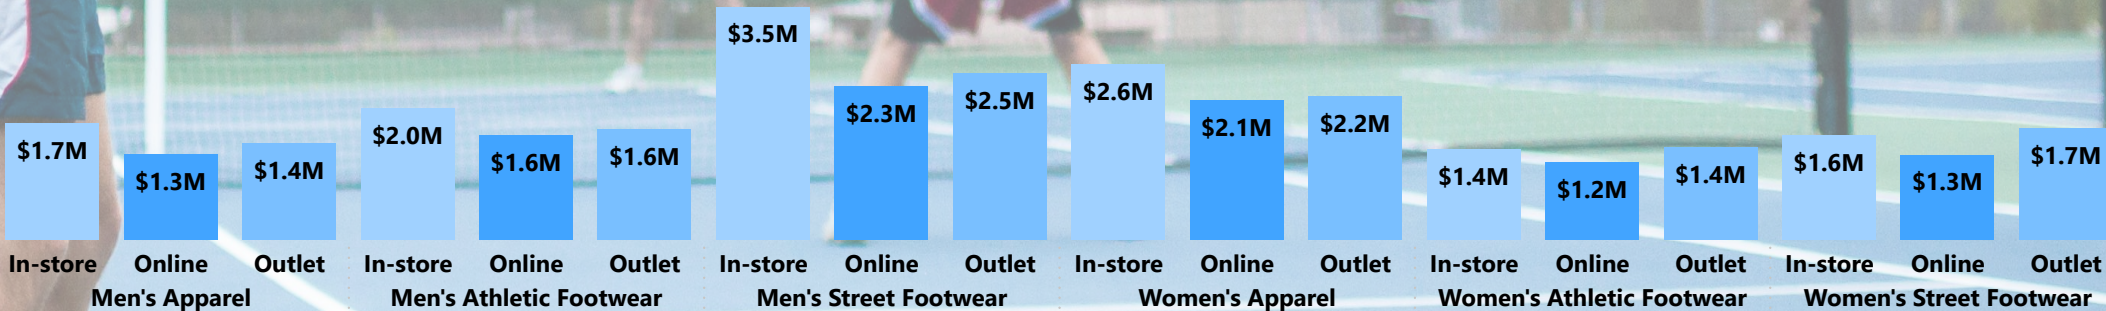 $3.5M
$2.6M
$2.5M
$2.3M
$2.2M
$2.1M
$2.0M
$1.7M
$1.7M
$1.6M
$1.6M
$1.6M
$1.4M
$1.4M
$1.4M
$1.3M
$1.3M
$1.2M
In-store Online Outlet In-store Online Outlet In-store Online Outlet In-store Online Outlet In-store Online Outlet In-store Online Outlet
Men's Apparel Men's Athletic Footwear Men's Street Footwear Women's Apparel Women's Athletic Footwear Women's Street Footwear